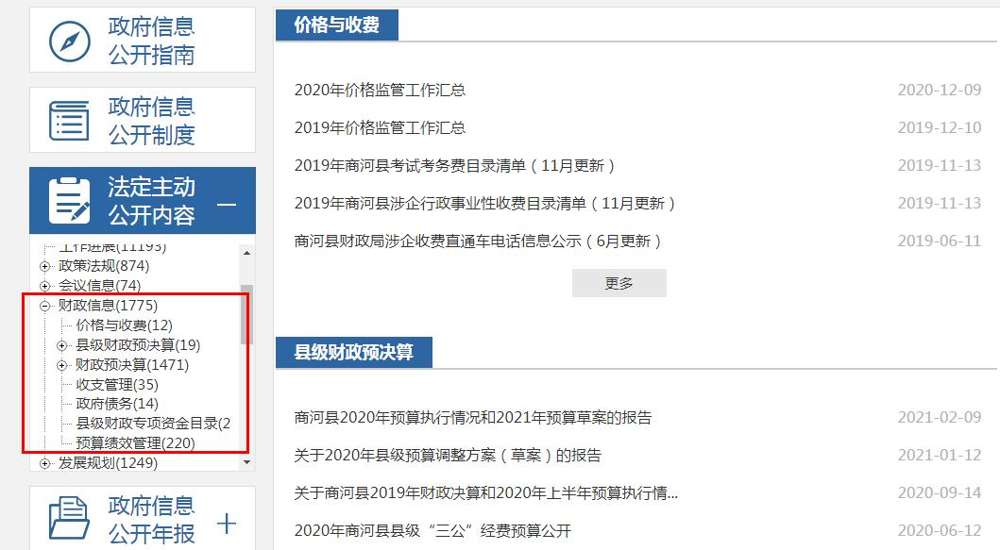 政府信息
公开指南
政府信息
公开制度
法定主动
公开内容
工作进展(11193)
政策法规(874)
会议信息(74)
财政信息(1775)
价格与收费(12)
县级财政预决算(19)
财政预决算(1471)
收支管理(35)
政府债务(14)
县级财政专项资金目录(2
预算绩效管理(220)
发展规划(1249)
政府信息
公开年报
价格与收费
2020年价格监管工作汇总 2020-12-09
2019年价格监管工作汇总 2019-12-10
2019年商河县考试考务费目录清单（11月更新） 2019-11-13
2019年商河县涉企行政事业性收费目录清单（11月更新） 2019-11-13
商河县财政局涉企收费直通车电话信息公示（6月更新） 2019-06-11
更多
县级财政预决算
商河县2020年预算执行情况和2021年预算草案的报告 2021-02-09
关于2020年县级预算调整方案（草案）的报告 2021-01-12
关于商河县2019年财政决算和2020年上半年预算执行情... 2020-09-14
2020年商河县县级“三公”经费预算公开 2020-06-12